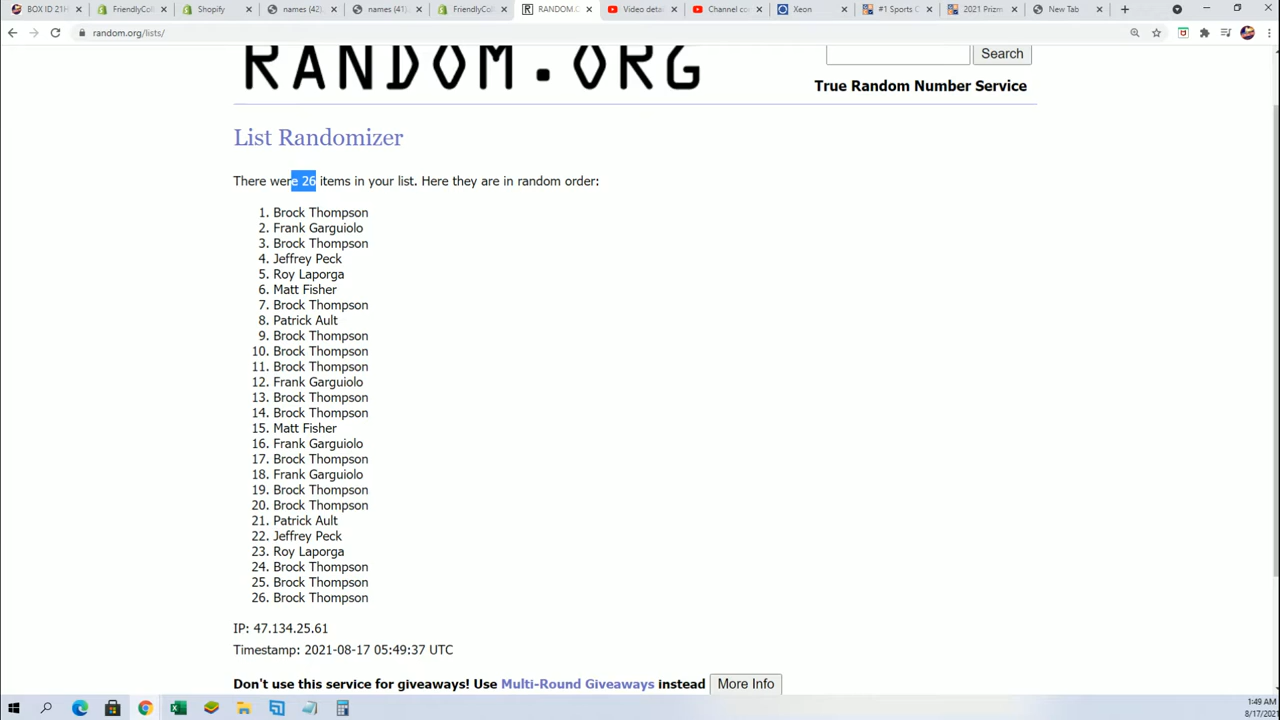 BOX ID 21H
FriendlyColl
Shopify
names (42)
names (41).
FriendlyColl
RANDOM.O
Video detai
Channel co
Xeon
#1 Sports C
2021 Prizm
New Tab
random.org/lists/
RANDOM.ORG
Search
True Random Number Service
List Randomizer
There were 26 items in your list. Here they are in random order:
1. Brock Thompson
2. Frank Garguiolo
3. Brock Thompson
4. Jeffrey Peck
5. Roy Laporga
6. Matt Fisher
7. Brock Thompson
8. Patrick Ault
9. Brock Thompson
10. Brock Thompson
11. Brock Thompson
12. Frank Garguiolo
13. Brock Thompson
14. Brock Thompson
15. Matt Fisher
16. Frank Garguiolo
17. Brock Thompson
18. Frank Garguiolo
19. Brock Thompson
20. Brock Thompson
21. Patrick Ault
22. Jeffrey Peck
23. Roy Laporga
24. Brock Thompson
25. Brock Thompson
26. Brock Thompson
IP: 47.134.25.61
Timestamp: 2021-08-17 05:49:37 UTC
Don't use this service for giveaways! Use Multi-Round Giveaways instead
More Info
1:49 AM
8/17/2021